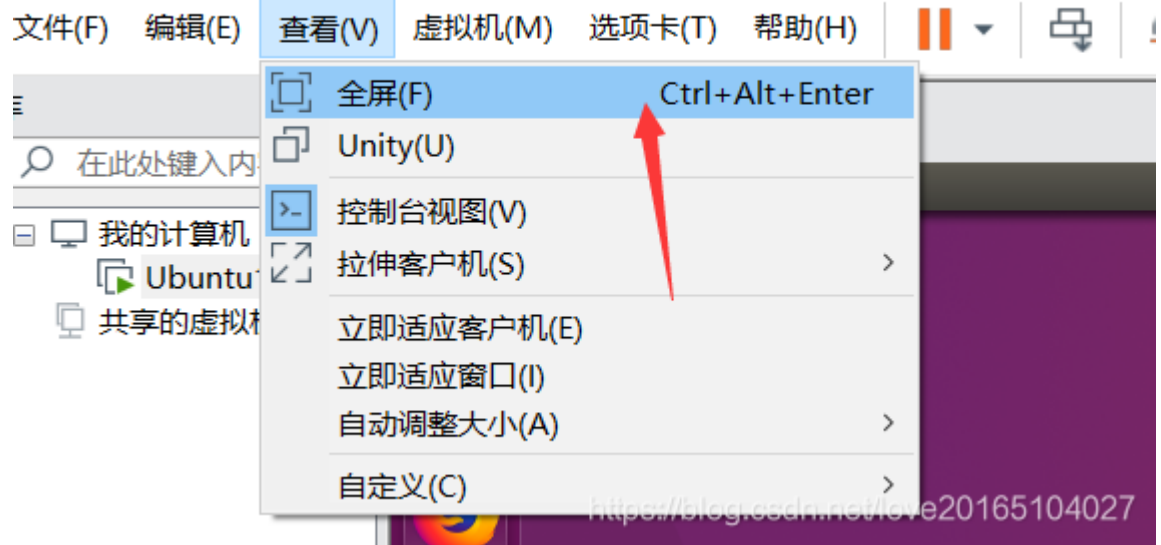 文件(F) 编辑(E) 查看(V) 虚拟机(M) 选项卡(T) 帮助(H)
全屏(F) Ctrl+Alt+Enter
在此处键入内
Unity(U)
控制台视图(V)
我的计算机
拉伸客户机(S)
Ubuntu
共享的虚拟
立即适应客户机(E)
立即适应窗口(I)
自动调整大小(A)
自定义(C)
https://blog.csdn.net/love20165104027